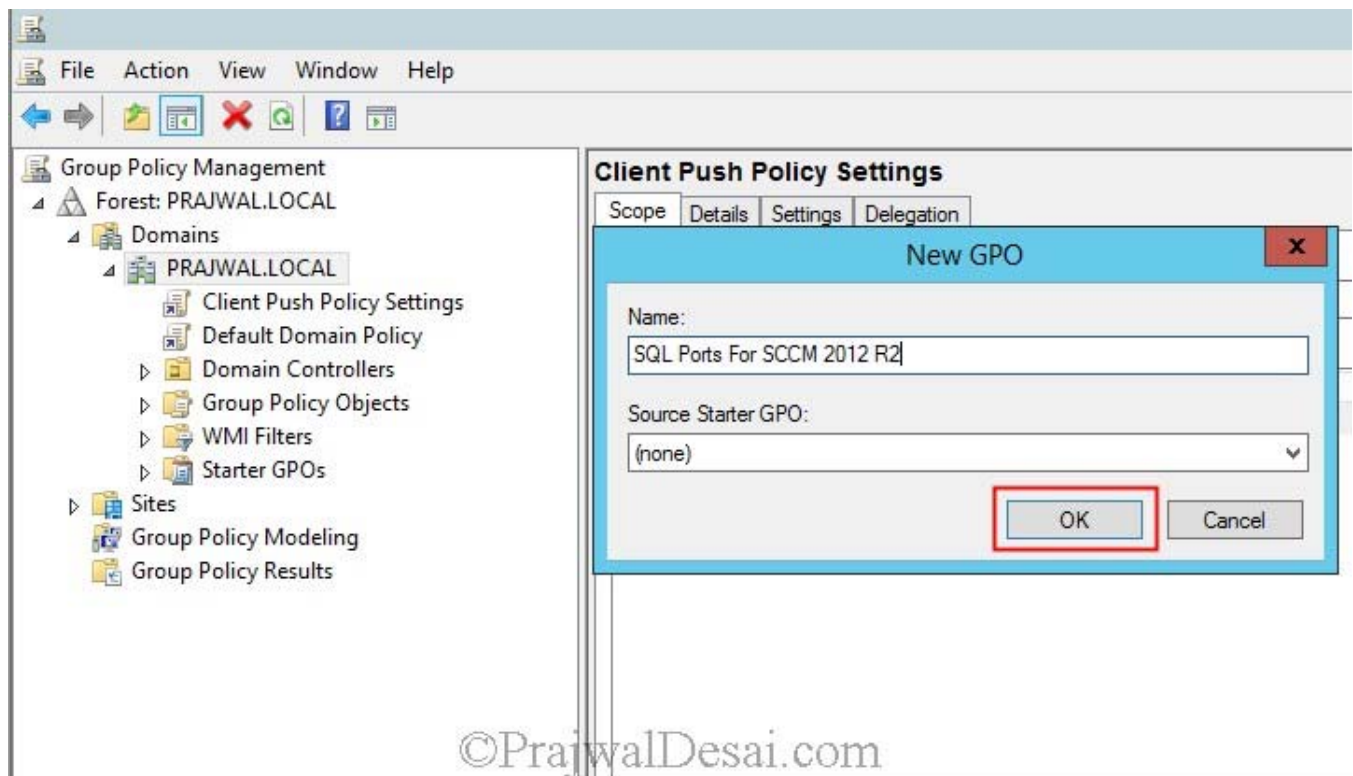 File Action View Window Help
Group Policy Management
Forest: PRAJWAL.LOCAL
Domains
PRAJWAL.LOCAL
Client Push Policy Settings
Default Domain Policy
Domain Controllers
Group Policy Objects
WMI Filters
Starter GPOs
Sites
Group Policy Modeling
Group Policy Results
Client Push Policy Settings
Scope Details Settings Delegation
New GPO
x
Name:
SQL Ports For SCCM 2012 R2
Source Starter GPO:
(none)
OK Cancel
©PrajwalDesai.com